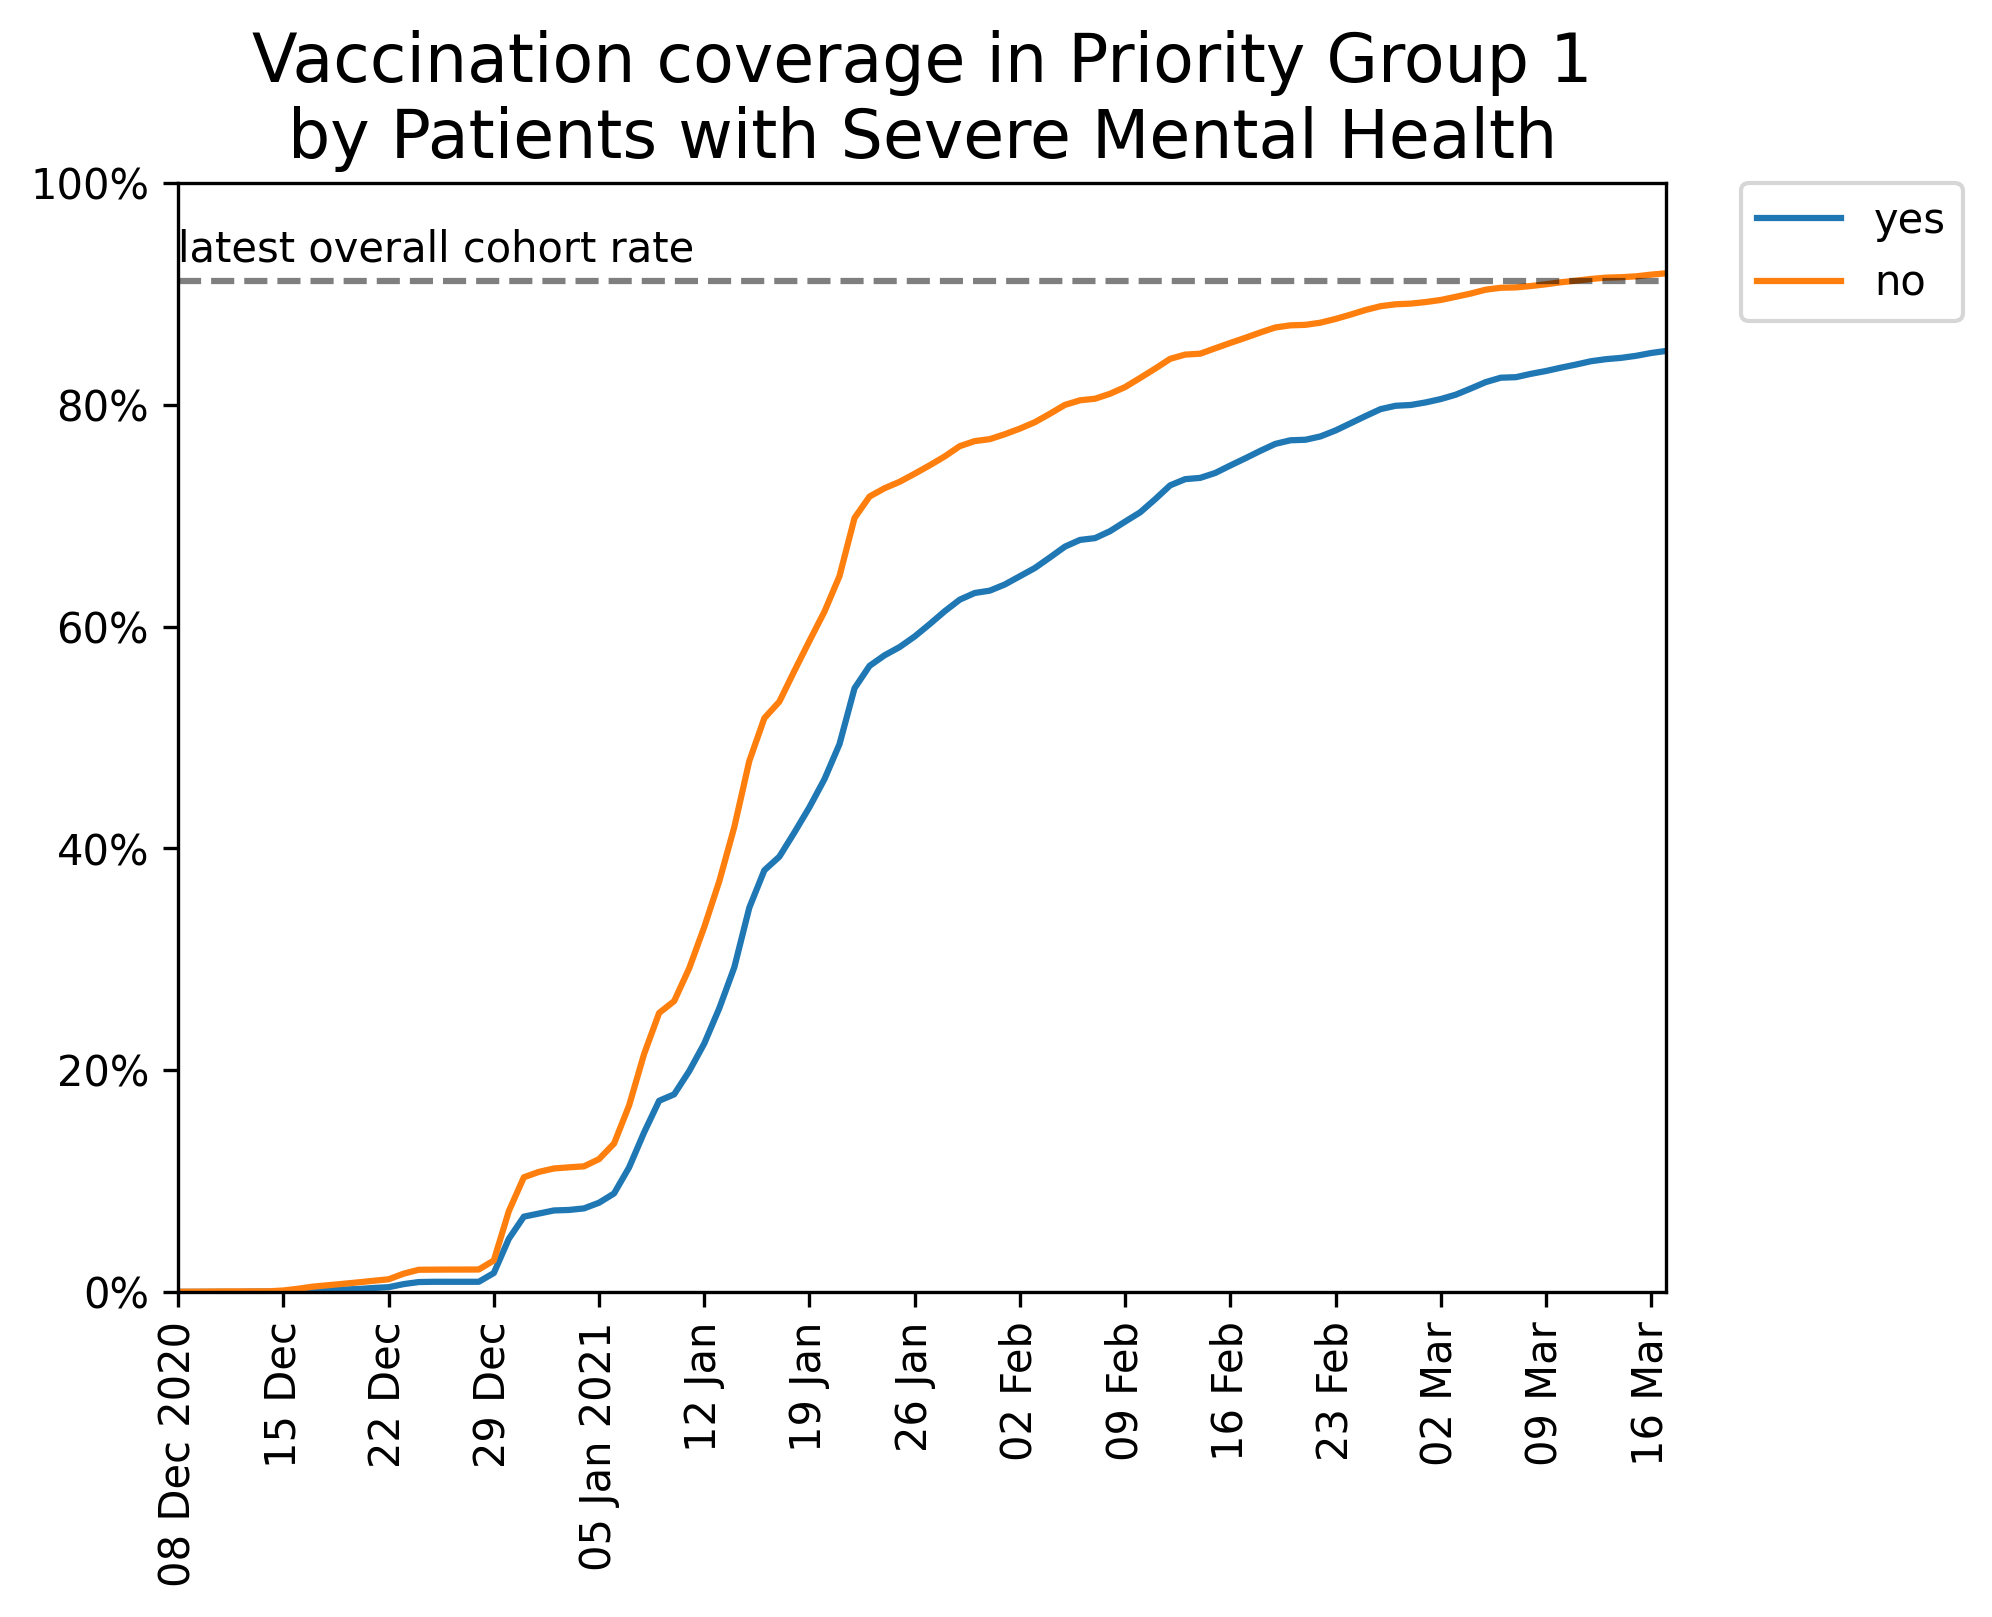 Vaccination coverage in Priority Group 1
by Patients with Severe Mental Health
100%
80%
60%
40%
20%
0%
latest overall cohort rate
yes
no
08 Dec 2020
15 Dec
22 Dec
29 Dec
05 Jan 2021
12 Jan
19 Jan
26 Jan
02 Feb
09 Feb
16 Feb
23 Feb
02 Mar
09 Mar
16 Mar